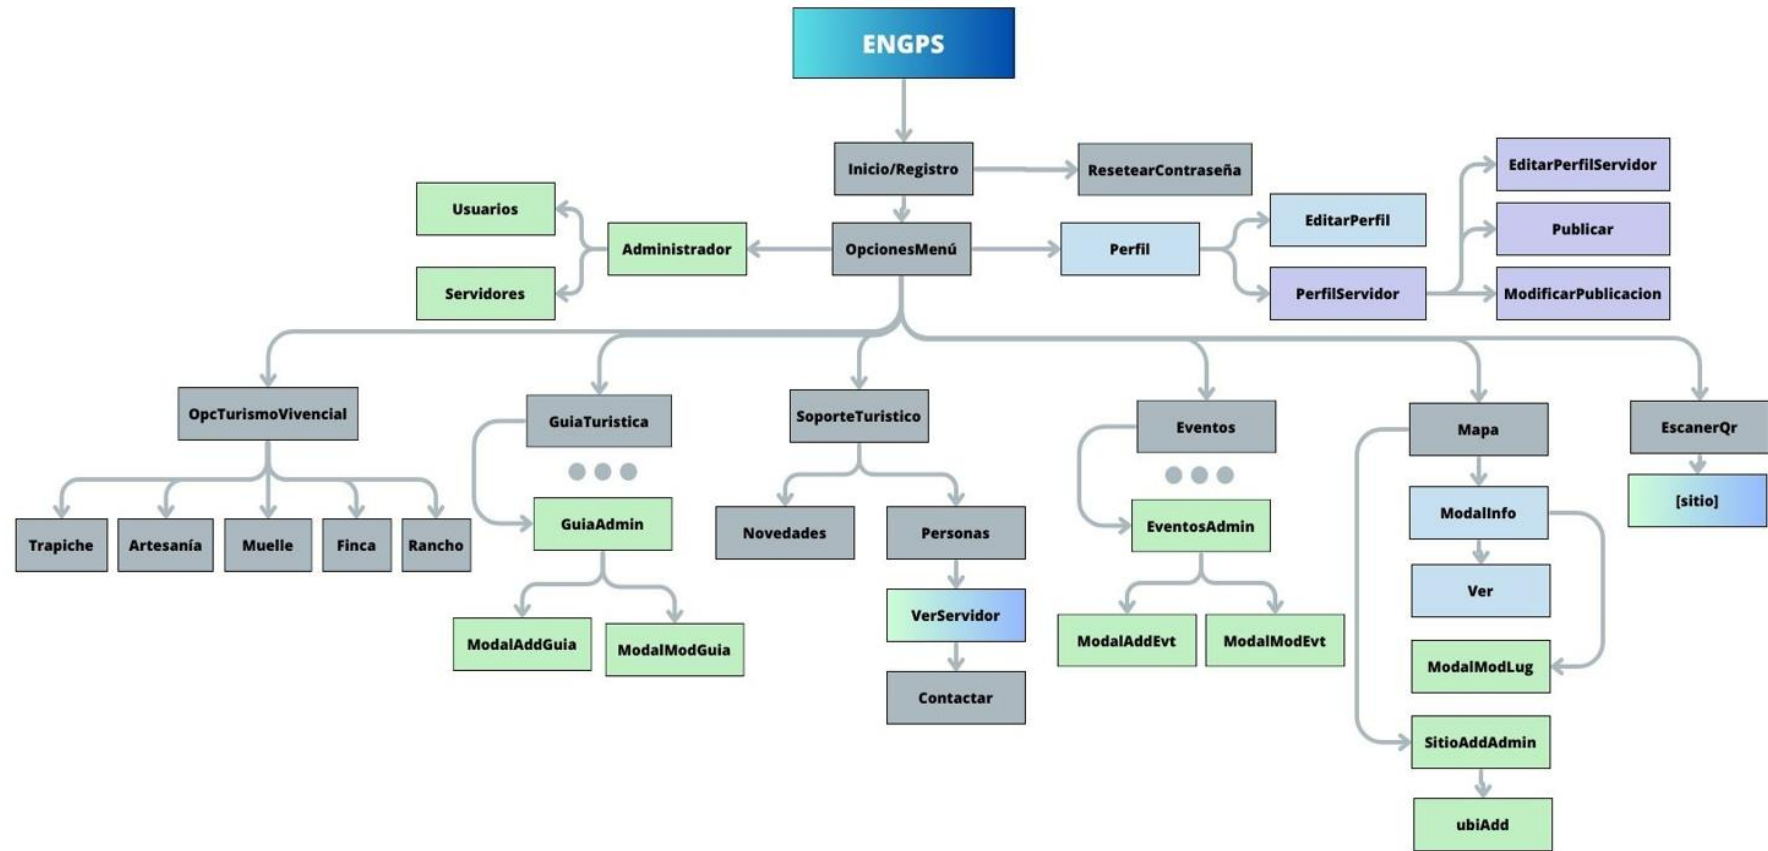 ENGPS
Inicio/Registro
ResetearContraseña
EditarPerfilServidor
Usuarios
Administrador
OpcionesMenú
Perfil
EditarPerfil
Publicar
Servidores
PerfilServidor
ModificarPublicacion
OpcTurismoVivencial
GuiaTuristica
SoporteTuristico
Eventos
Mapa
EscanerQr
Trapiche
Artesanía
Muelle
Finca
Rancho
GuiaAdmin
Novedades
Personas
EventosAdmin
ModalInfo
[sitio]
ModalAddGuia
ModalModGuia
VerServidor
ModalAddEvt
ModalModEvt
Ver
Contactar
ModalModLug
SitioAddAdmin
ubiAdd